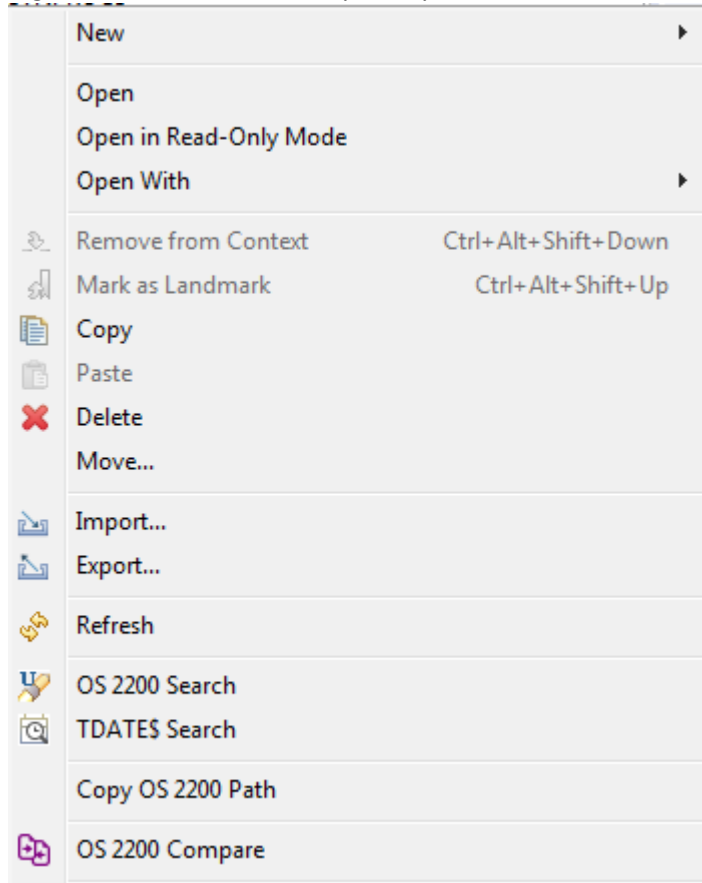 New
Open
Open in Read-Only Mode
Open With
Remove from Context Ctrl+Alt+Shift+Down
Mark as Landmark Ctrl+Alt+Shift+Up
Copy
Paste
Delete
Move...
Import...
Export...
Refresh
OS 2200 Search
TDATE$ Search
Copy OS 2200 Path
OS 2200 Compare